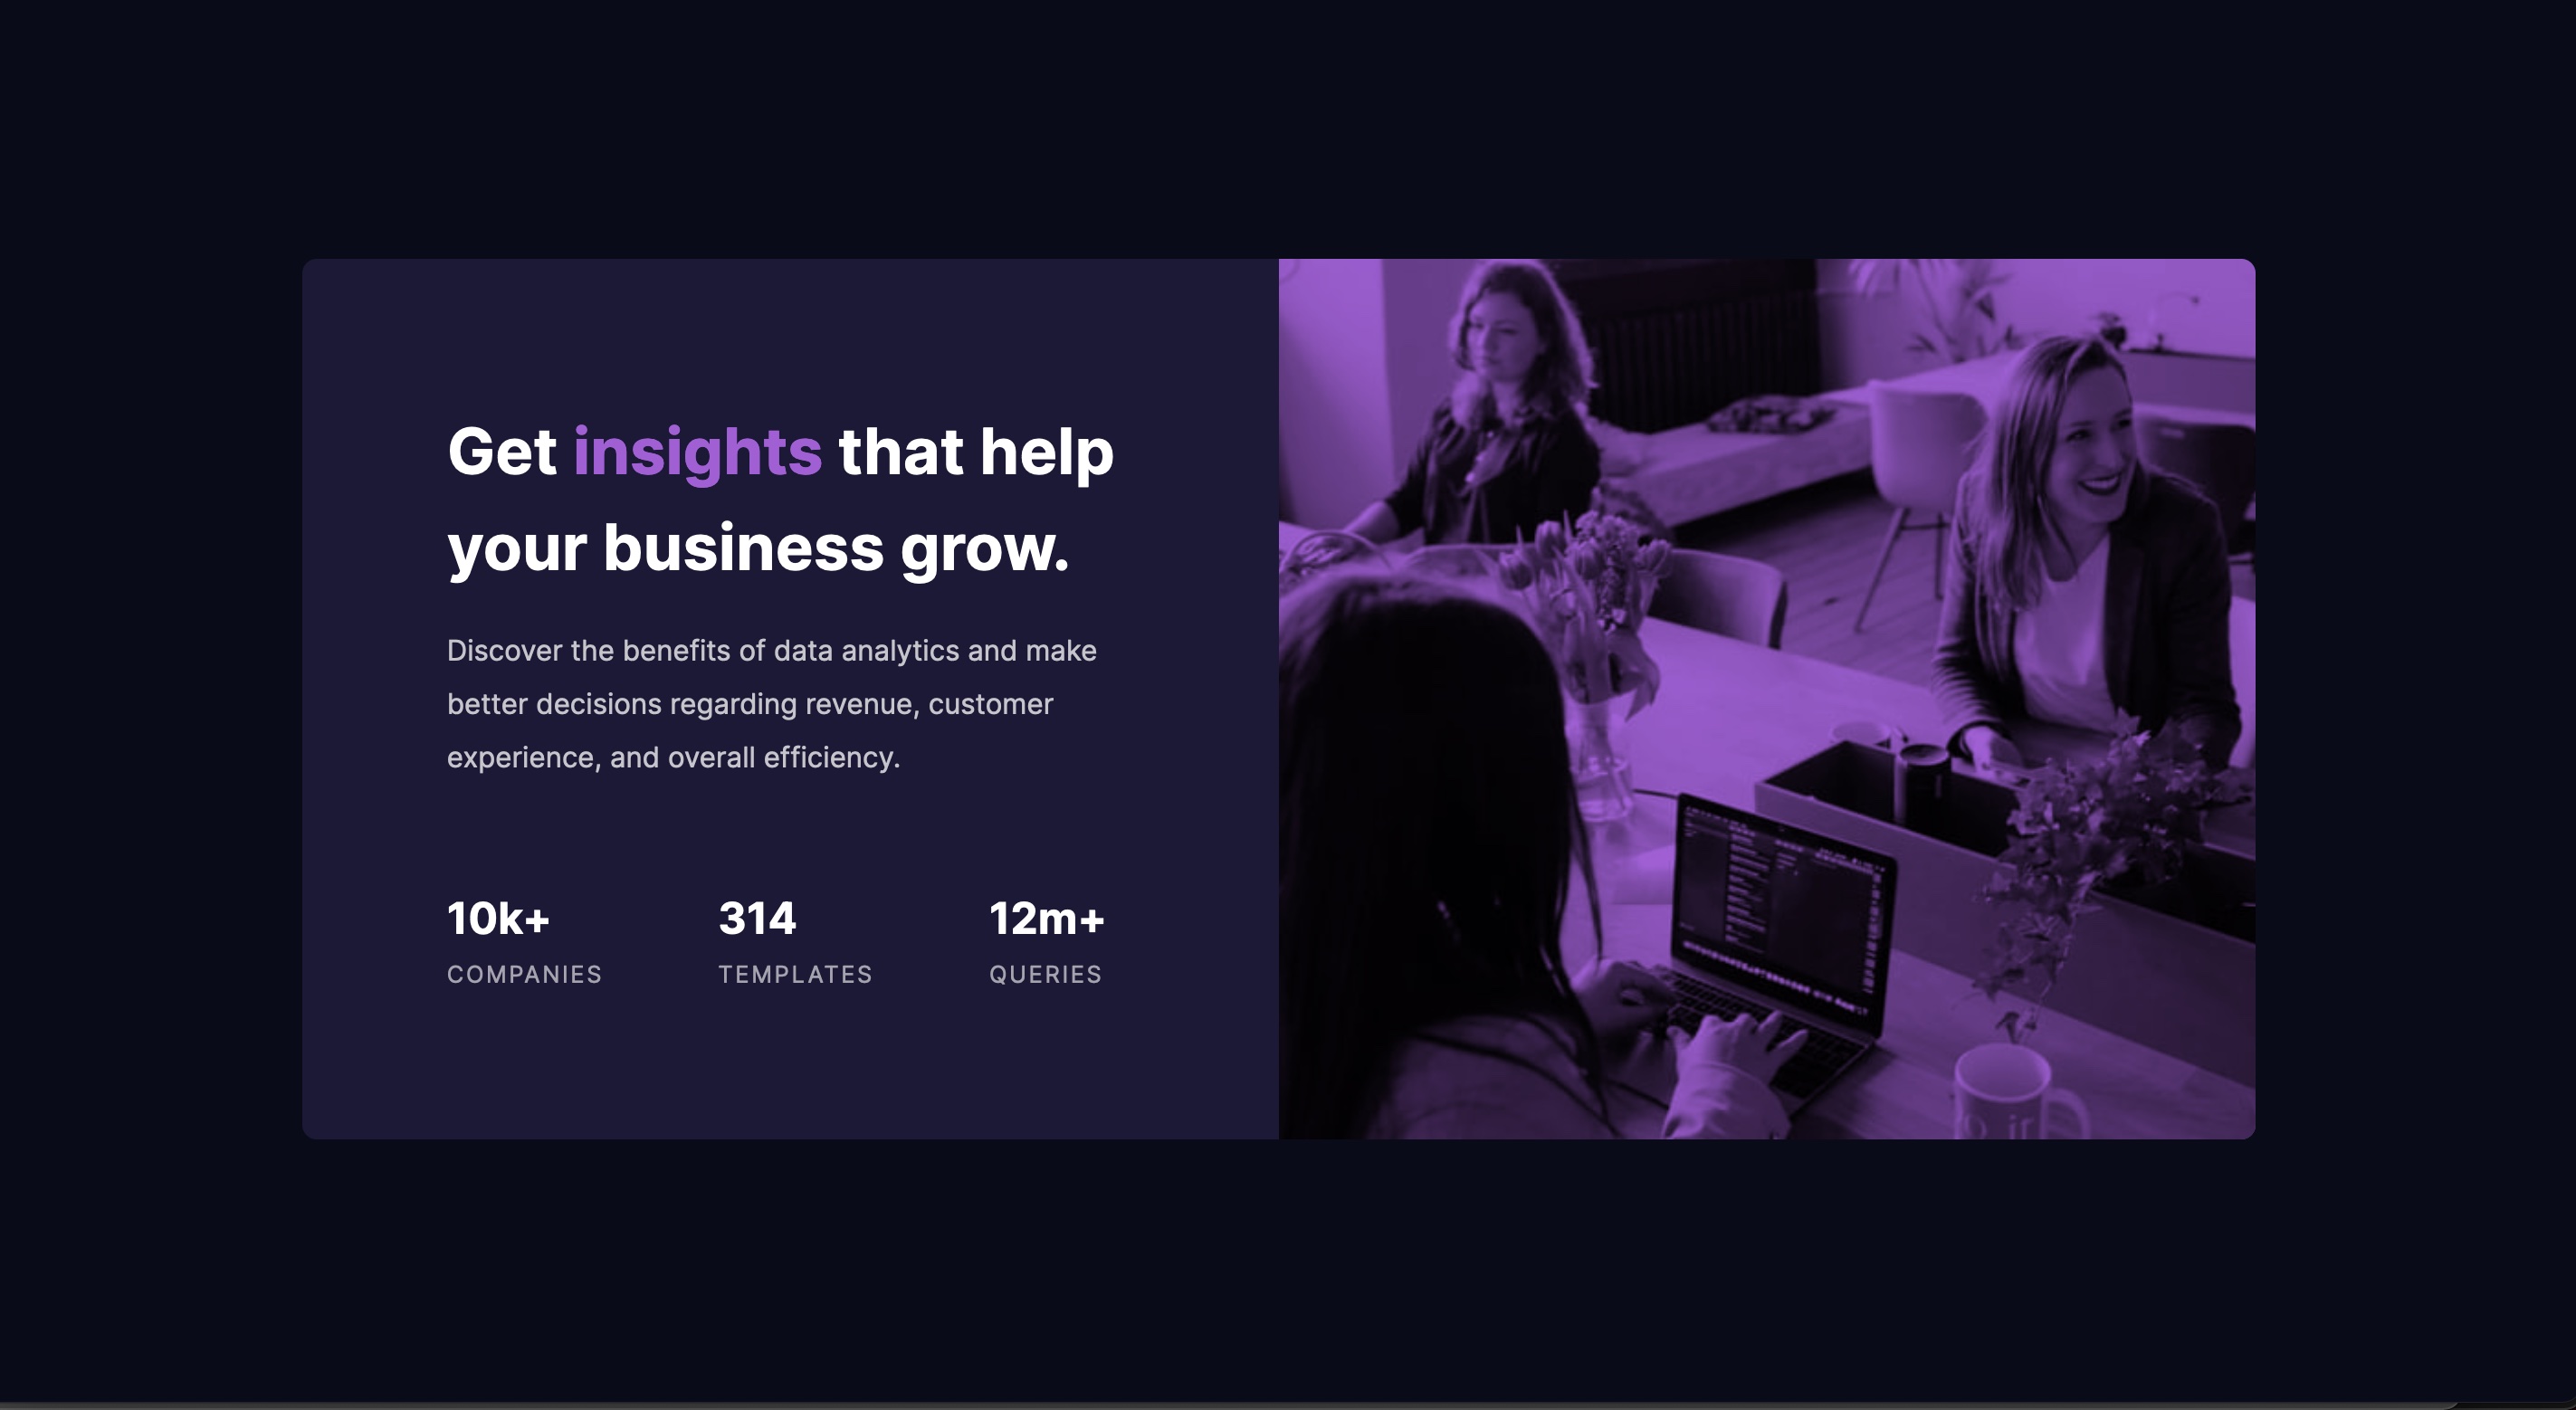 Get insights that help
your business grow.
Discover the benefits of data analytics and make
better decisions regarding revenue, customer
experience, and overall efficiency.
10k+ 314 12m+
COMPANIES TEMPLATES QUERIES